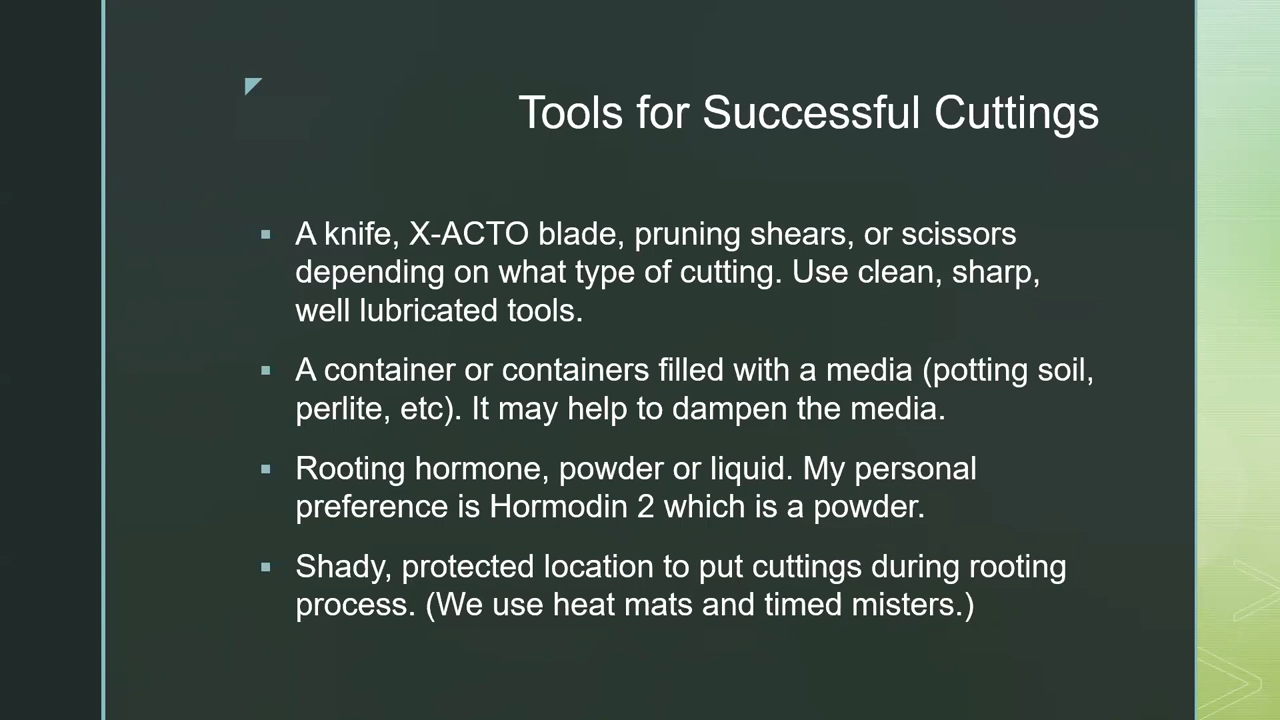 Tools for Successful Cuttings
▪ A knife, X-ACTO blade, pruning shears, or scissors
depending on what type of cutting. Use clean, sharp,
well lubricated tools.
▪ A container or containers filled with a media (potting soil,
perlite, etc). It may help to dampen the media.
▪ Rooting hormone, powder or liquid. My personal
preference is Hormodin 2 which is a powder.
▪ Shady, protected location to put cuttings during rooting
process. (We use heat mats and timed misters.)